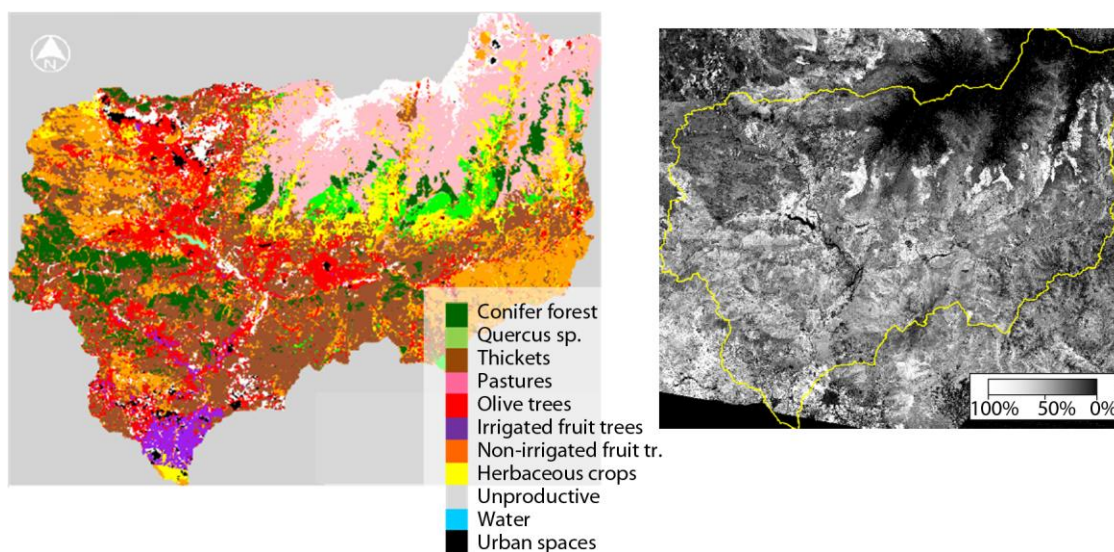 N
Conifer forest
Quercus sp.
Thickets
Pastures
Olive trees
Irrigated fruit trees
Non-irrigated fruit tr.
Herbaceous crops
Unproductive
Water
Urban spaces
100% 50% 0%